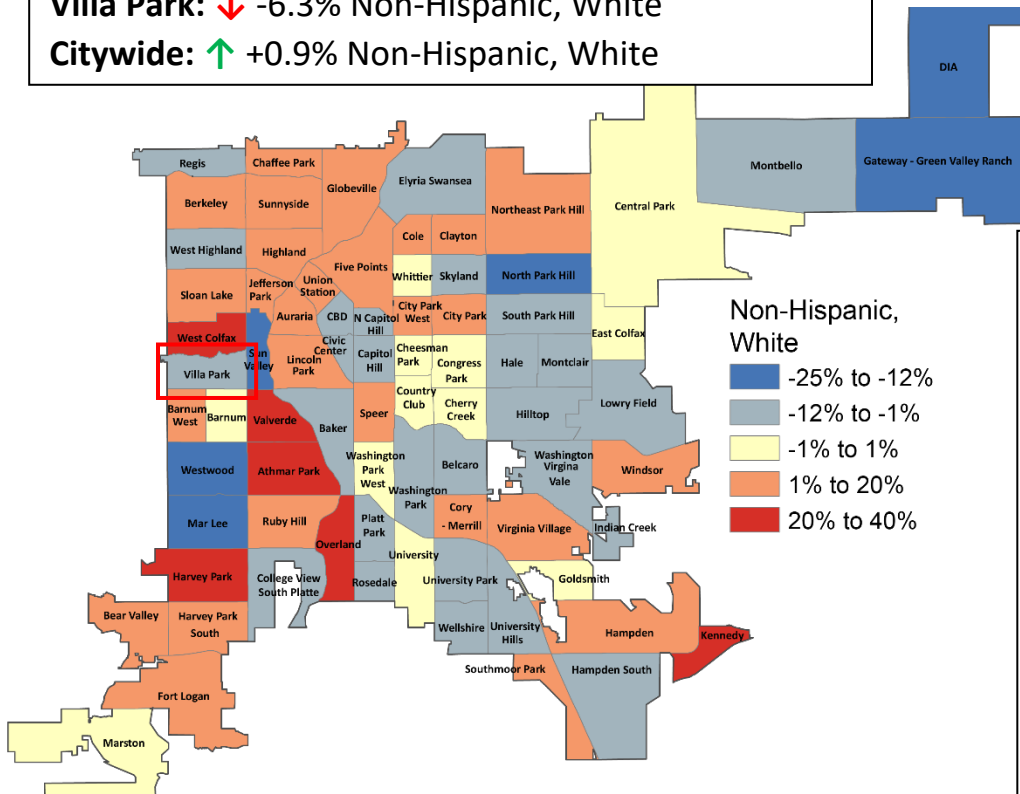 Villa Park: ↓ -6.3% Non-Hispanic, White
Citywide: ↑ +0.9% Non-Hispanic, White
DIA
Regis
Chaffee Park
Globeville
Elyria Swansea
Montbello
Gateway - Green Valley Ranch
Berkeley
Sunnyside
Northeast Park Hill
Central Park
West Highland
Highland
Cole
Clayton
Five Points
Whittier
Skyland
North Park Hill
Sloan Lake
Jefferson
Park
Union
Station
Auraria
CBD
N Capitol
Hill
City Park
West
City Park
South Park Hill
East Colfax
West Colfax
Sun
Valley
Lincoln
Park
Civic
Center
Capitol
Hill
Cheesman
Park
Congress
Park
Hale
Montclair
Villa Park
Barnum
West
Barnum
Valverde
Baker
Speer
Country
Club
Cherry
Creek
Hilltop
Lowry Field
Westwood
Athmar Park
Washington
Park
West
Washington
Park
Belcaro
Washington
Virgina
Vale
Windsor
Mar Lee
Ruby Hill
Overland
Platt
Park
Cory
- Merrill
Virginia Village
Indian Creek
Harvey Park
College View
South Platte
Rosedale
University
University Park
Goldsmith
Bear Valley
Harvey Park
South
Wellshire
University
Hills
Hampden
Kennedy
Fort Logan
Southmoor Park
Hampden South
Marston
Non-Hispanic,
White
-25% to -12%
-12% to -1%
-1% to 1%
1% to 20%
20% to 40%